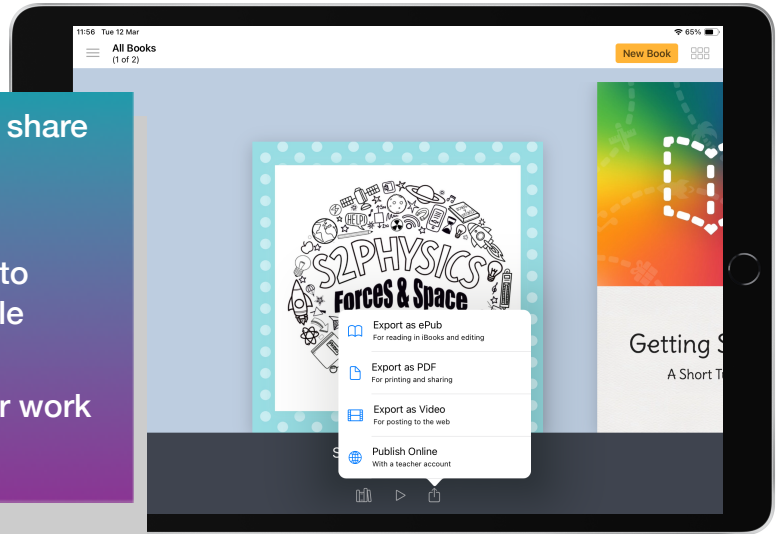 11:56 Tue 12 Mar
65%
All Books
(1 of 2)
New Book
share
to
le
r work
HELP!
S2PHYSICS
Forces & Space
Export as ePub
For reading in iBooks and editing
Export as PDF
For printing and sharing
Export as Video
For posting to the web
Publish Online
With a teacher account
S
Getting S
A Short T